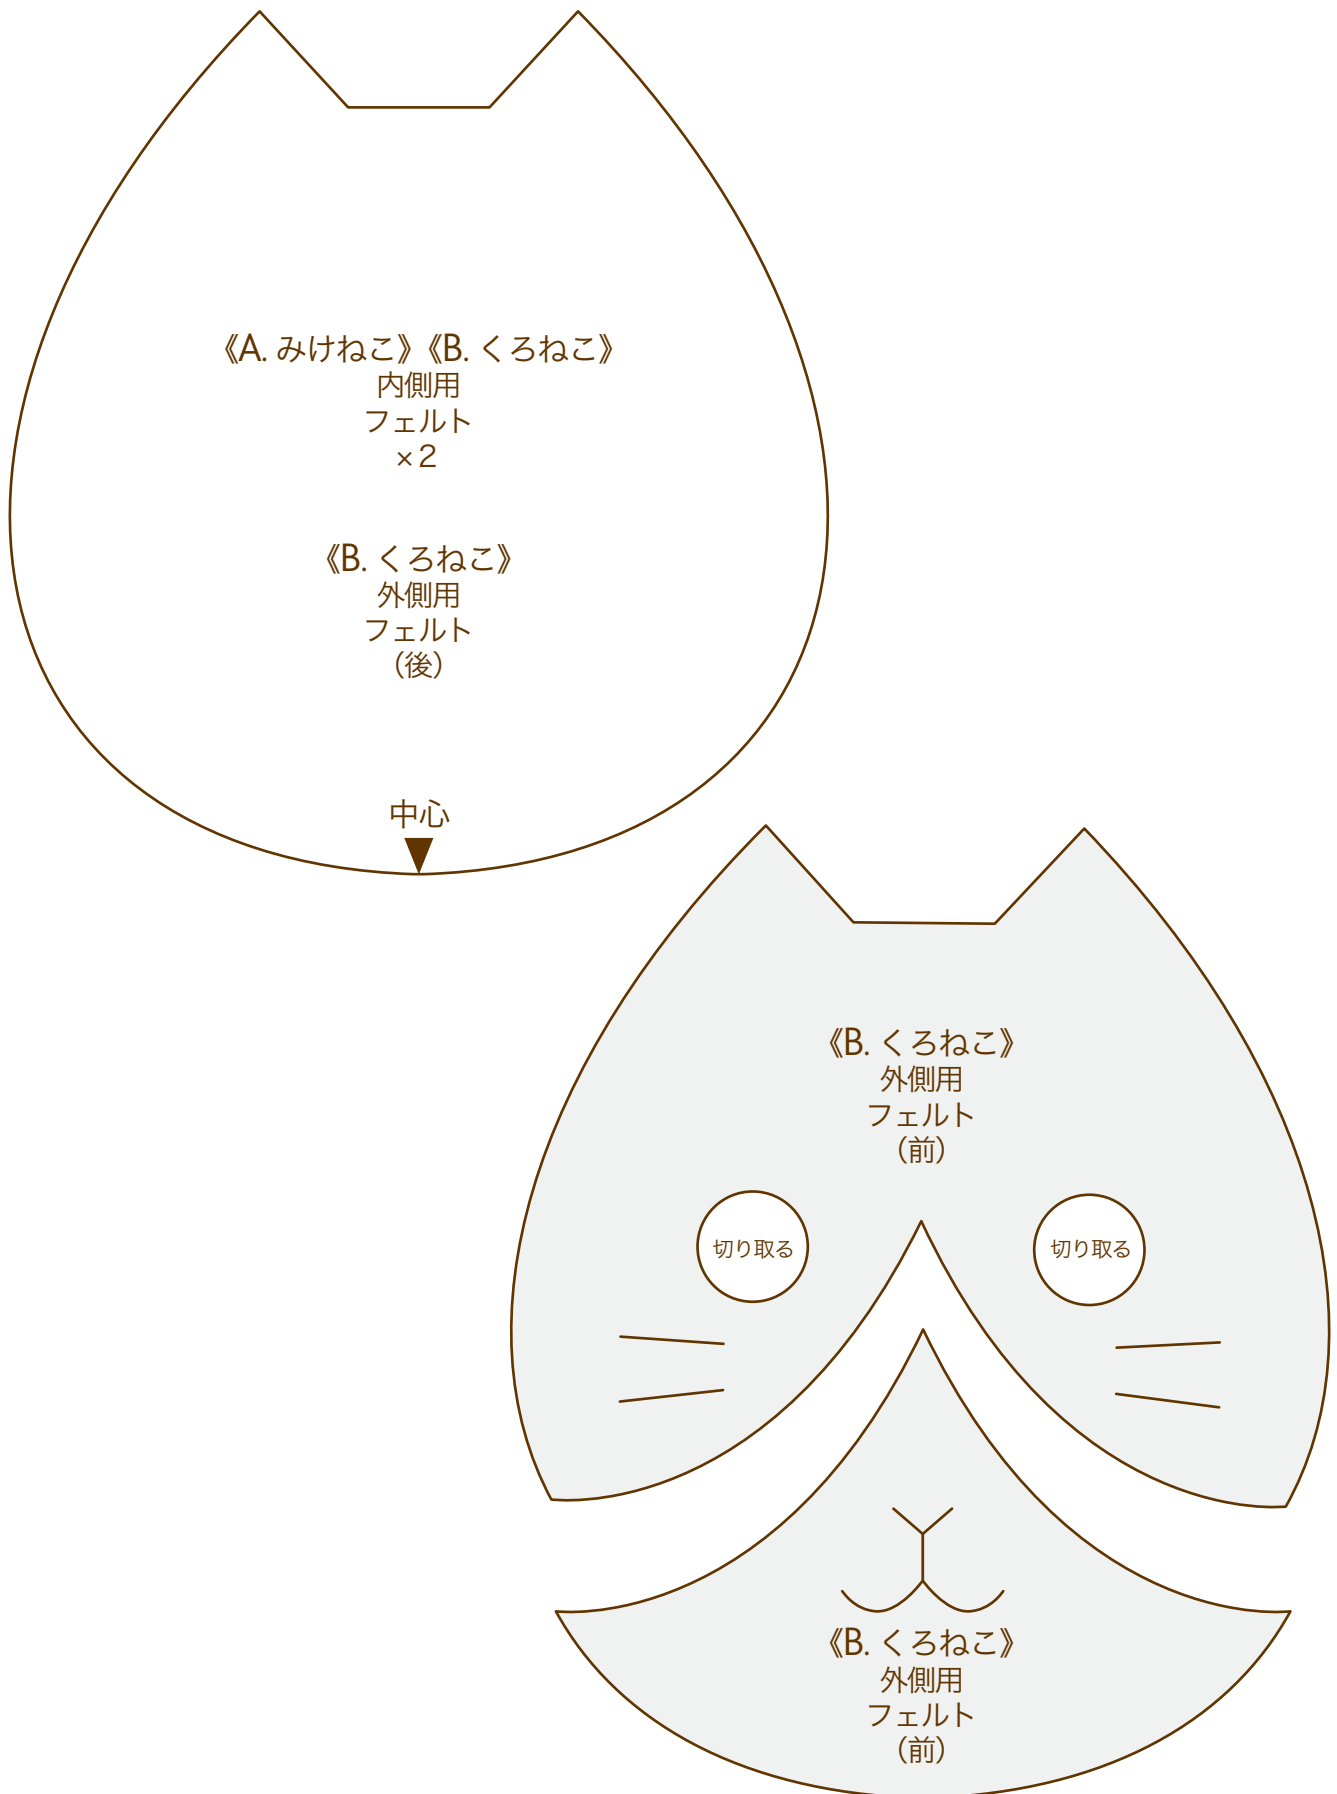 《A. みけねこ》《B. くろねこ》
内側用
フェルト
×2
《B. くろねこ》
外側用
フェルト
（後）
中心
《B. くろねこ》
外側用
フェルト
（前）
切り取る
切り取る
《B. くろねこ》
外側用
フェルト
（前）